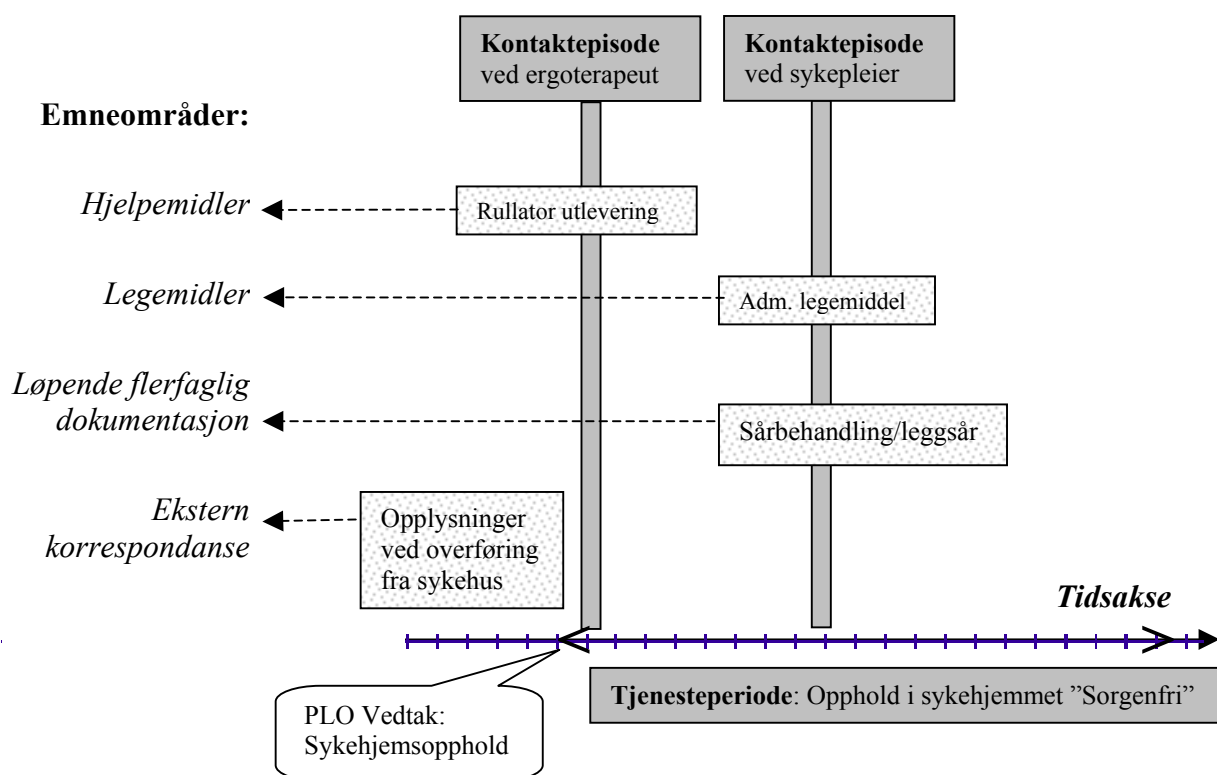 Kontaktepisode
ved ergoterapeut
Kontaktepisode
ved sykepleier
Emneområder:
Hjelpemidler
Rullator utlevering
Legemidler
Adm. legemiddel
Løpende flerfaglig
dokumentasjon
Sårbehandling/leggsår
Ekstern
korrespondanse
Opplysninger
ved overføring
fra sykehus
Tidsakse
Tjenesteperiode: Opphold i sykehjemmet ”Sorgenfri”
PLO Vedtak:
Sykehjemsopphold